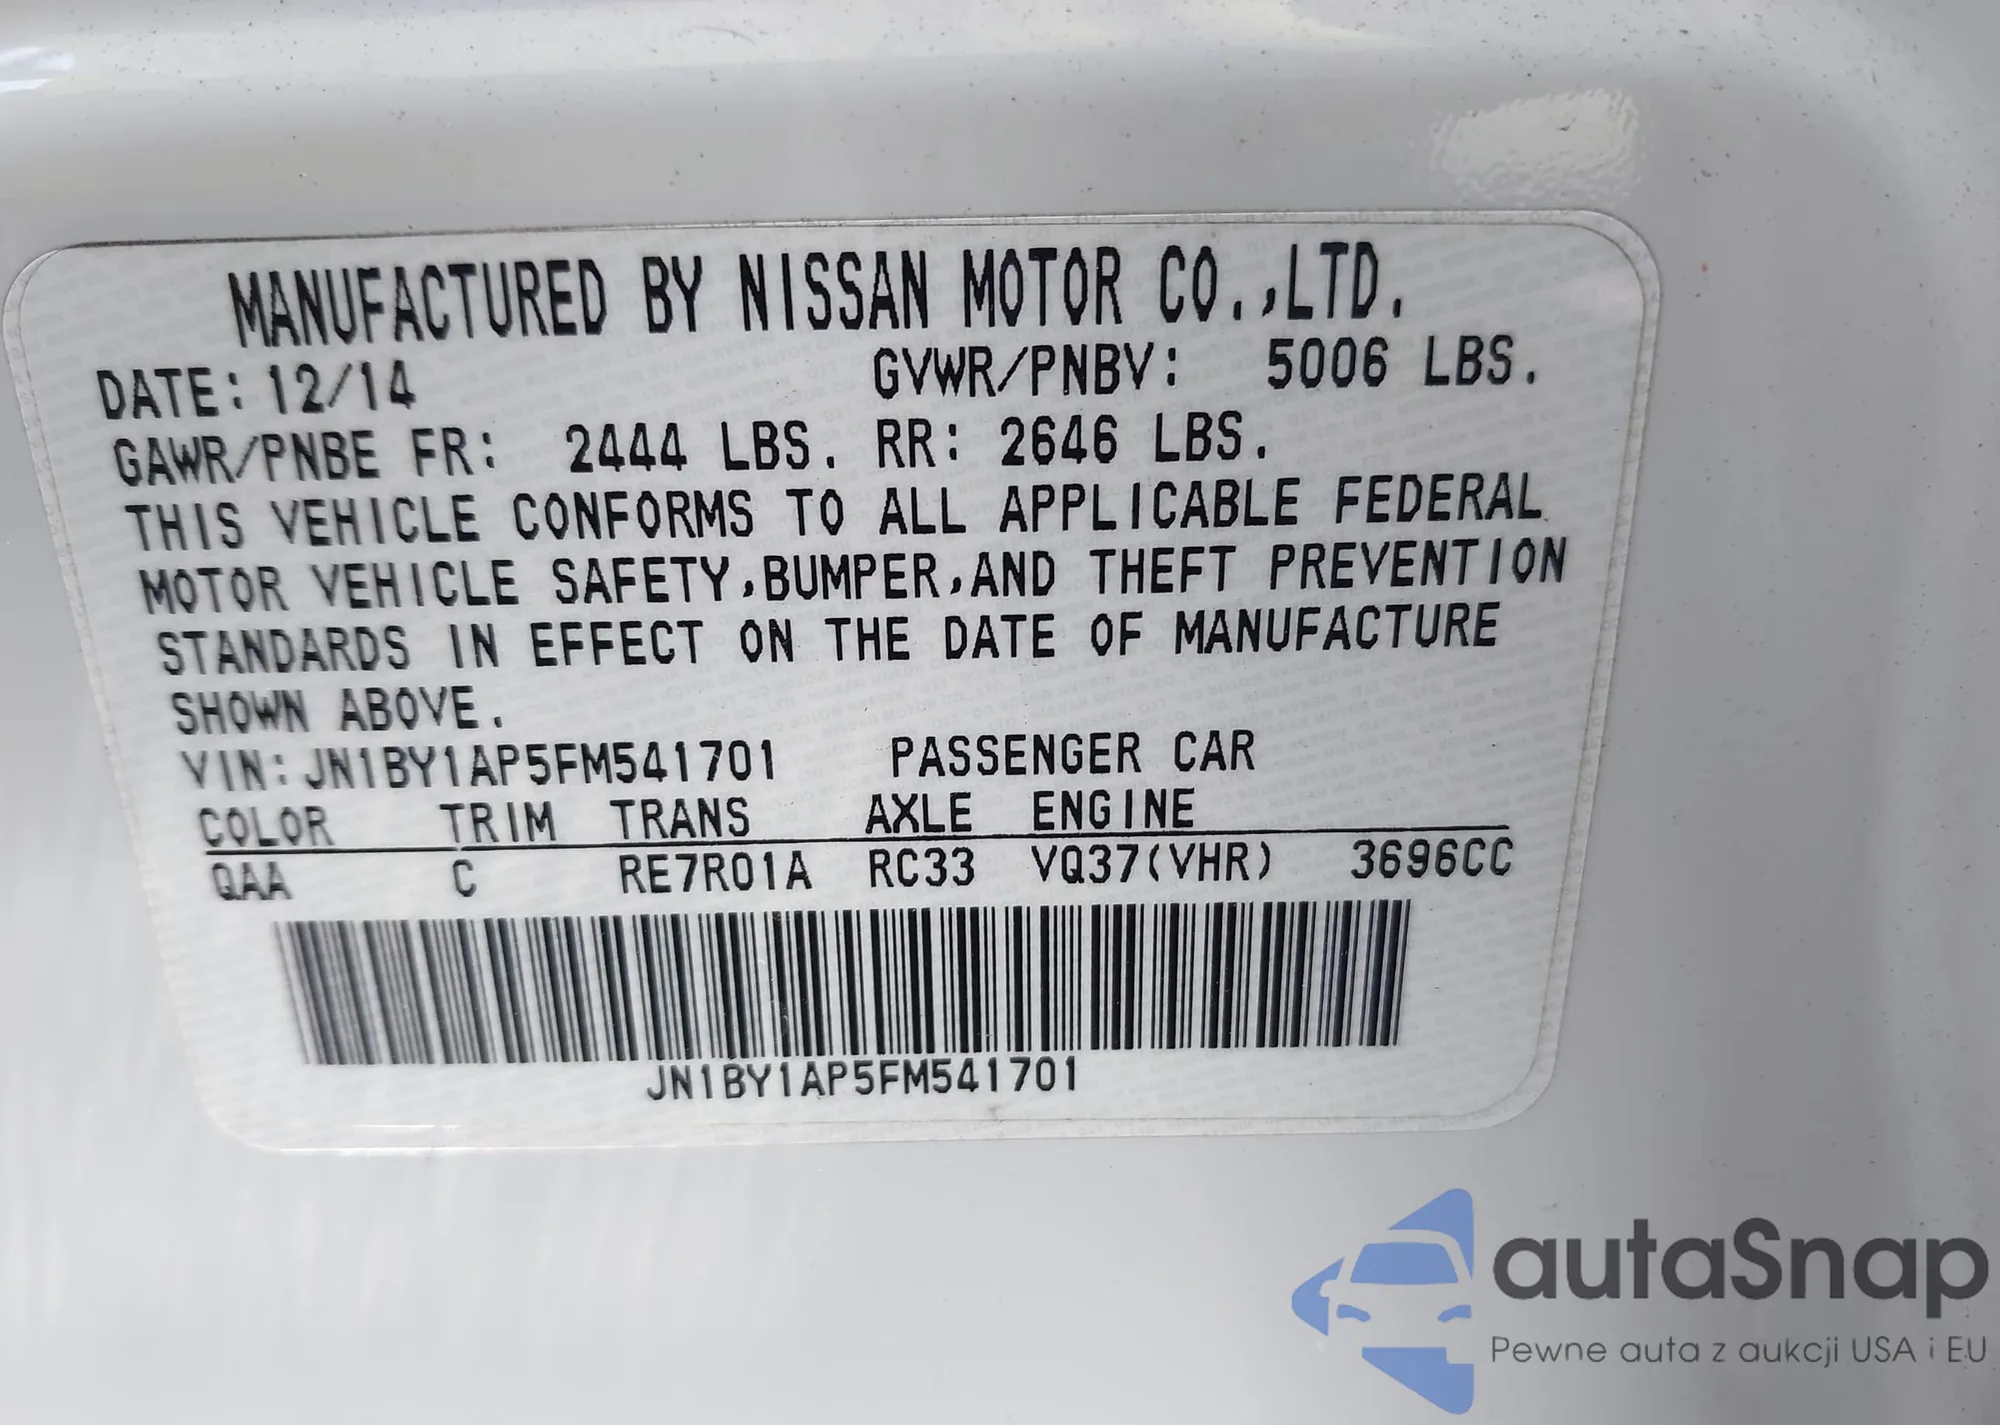 MANUFACTURED BY NISSAN MOTOR CO.,LTD.
DATE: 12/14 GVWR/PNBV: 5006 LBS.
GAWR/PNBE FR: 2444 LBS. RR: 2646 LBS.
THIS VEHICLE CONFORMS TO ALL APPLICABLE FEDERAL
MOTOR VEHICLE SAFETY,BUMPER,AND THEFT PREVENTION
STANDARDS IN EFFECT ON THE DATE OF MANUFACTURE
SHOWN ABOVE.
VIN:JN1BY1AP5FM541701 PASSENGER CAR
COLOR TRIM TRANS AXLE ENGINE
QAA C RE7R01A RC33 VQ37(VHR) 3696CC
JN1BY1AP5FM541701
autaSnap
Pewne auta z aukcji USA i EU